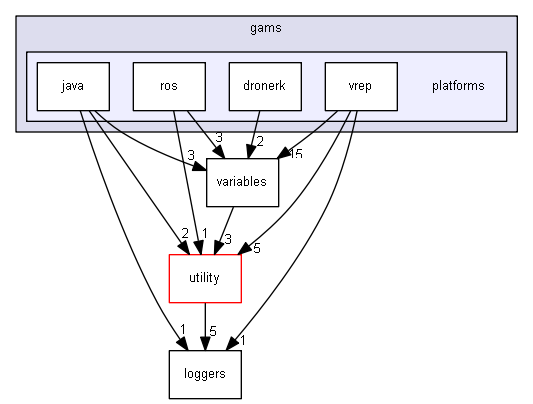 gams
java ros dronerk vrep platforms
3 2 15
3
variables
2 1 3 5
utility
1 5 1
loggers